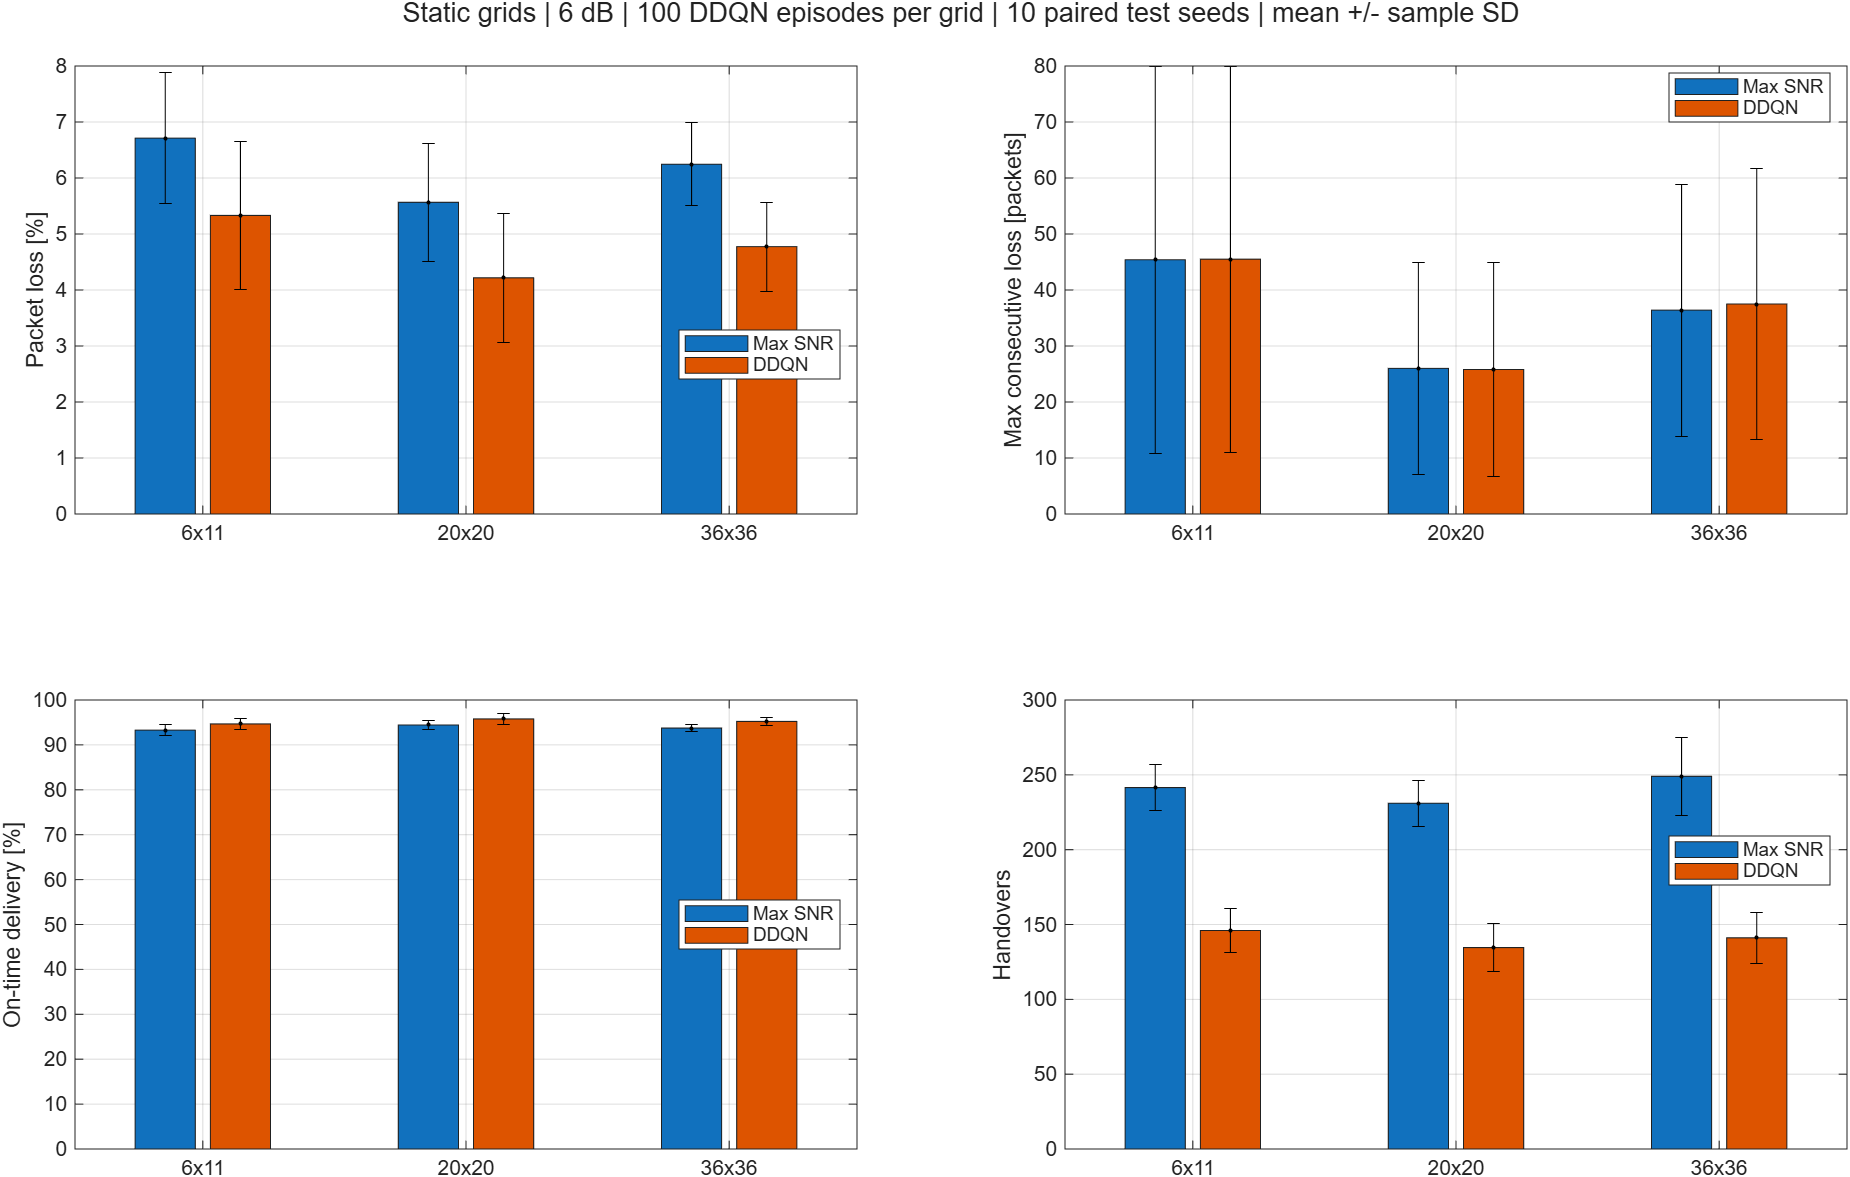 Static grids | 6 dB | 100 DDQN episodes per grid | 10 paired test seeds | mean +/- sample SD
8
7
6
5
4
3
2
1
0
Packet loss [%]
6x11 20x20 36x36
Max SNR
DDQN
80
70
60
50
40
30
20
10
0
Max consecutive loss [packets]
6x11 20x20 36x36
Max SNR
DDQN
100
90
80
70
60
50
40
30
20
10
0
On-time delivery [%]
6x11 20x20 36x36
Max SNR
DDQN
300
250
200
150
100
50
0
Handovers
6x11 20x20 36x36
Max SNR
DDQN